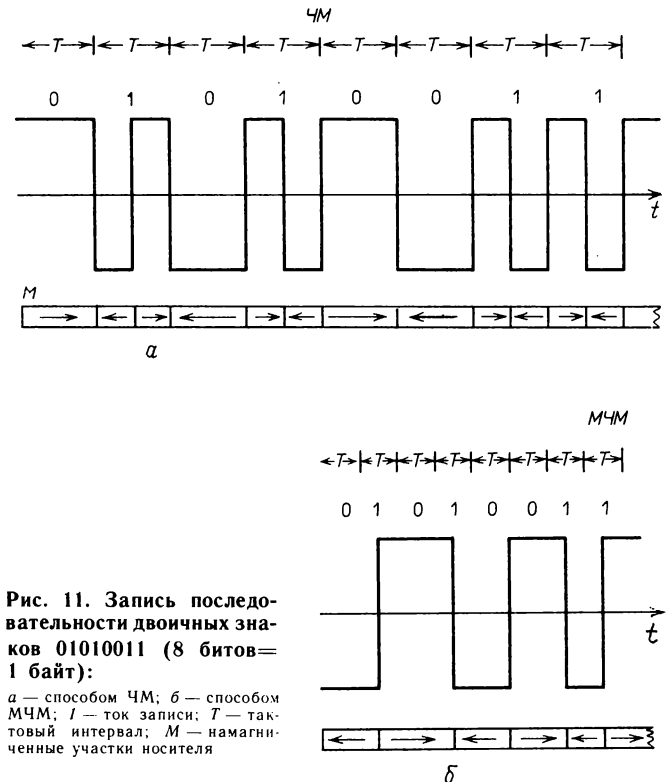 ЧМ
T T T T T T T T
0 1 0 1 0 0 1 1
t
М
а
МЧМ
T T T T T T T T
0 1 0 1 0 0 1 1
t
б
Рис. 11. Запись последо-
вательности двоичных зна-
ков 01010011 (8 битов=
1 байт):
а — способом ЧМ; б — способом
МЧМ; I — ток записи; Т — так-
товый интервал; М — намагни-
ченные участки носителя